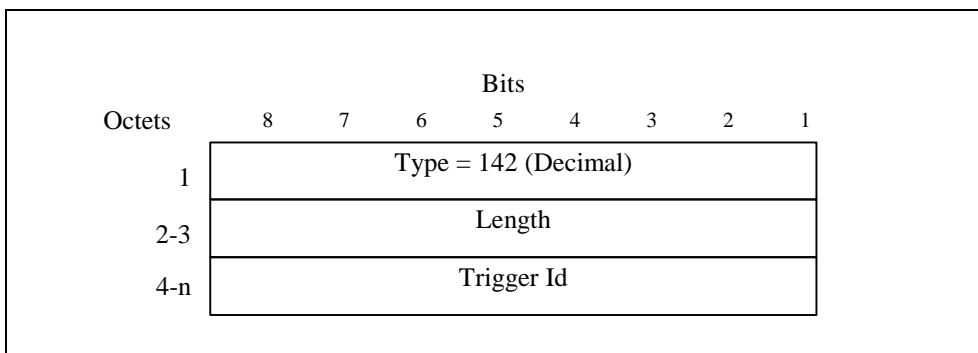 Bits
Octets 8 7 6 5 4 3 2 1
1 Type = 142 (Decimal)
2-3 Length
4-n Trigger Id